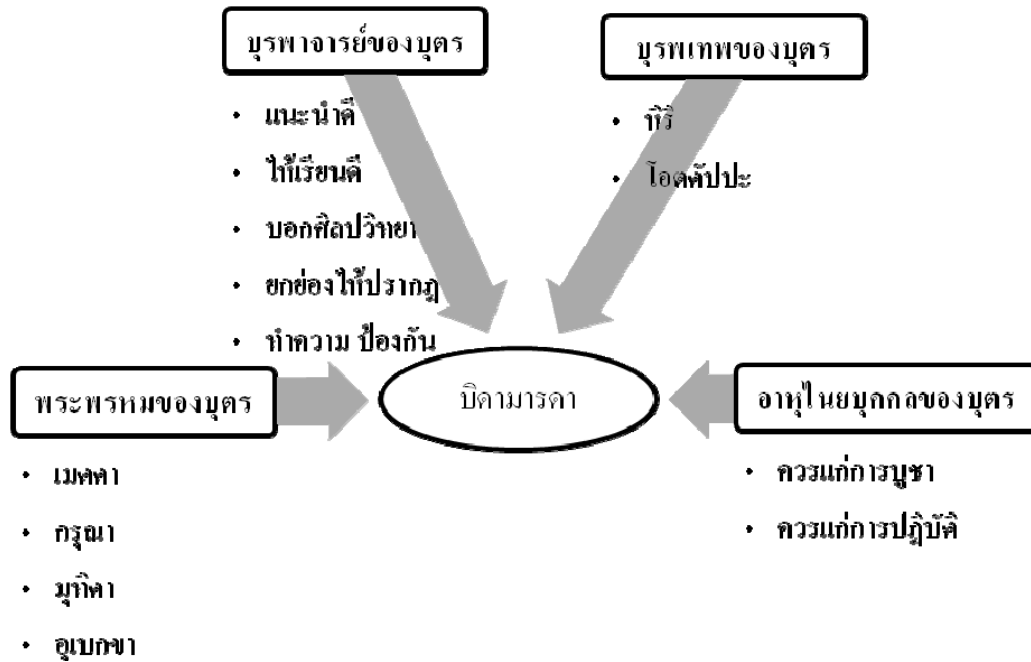 บุรพาจารย์ของบุตร
• แนะนำดี
• ให้เรียนดี
• บอกศิลปวิทยา
• ยกย่องให้ปรากฏ
• ทำความ ป้องกัน
บุรพเทพของบุตร
• หิริ
• โอตตัปปะ
พระพรหมของบุตร
• เมตตา
• กรุณา
• มุทิตา
• อุเบกขา
บิดามารดา
อาหุไนยบุคคลของบุตร
• ควรแก่การบูชา
• ควรแก่การปฏิบัติ